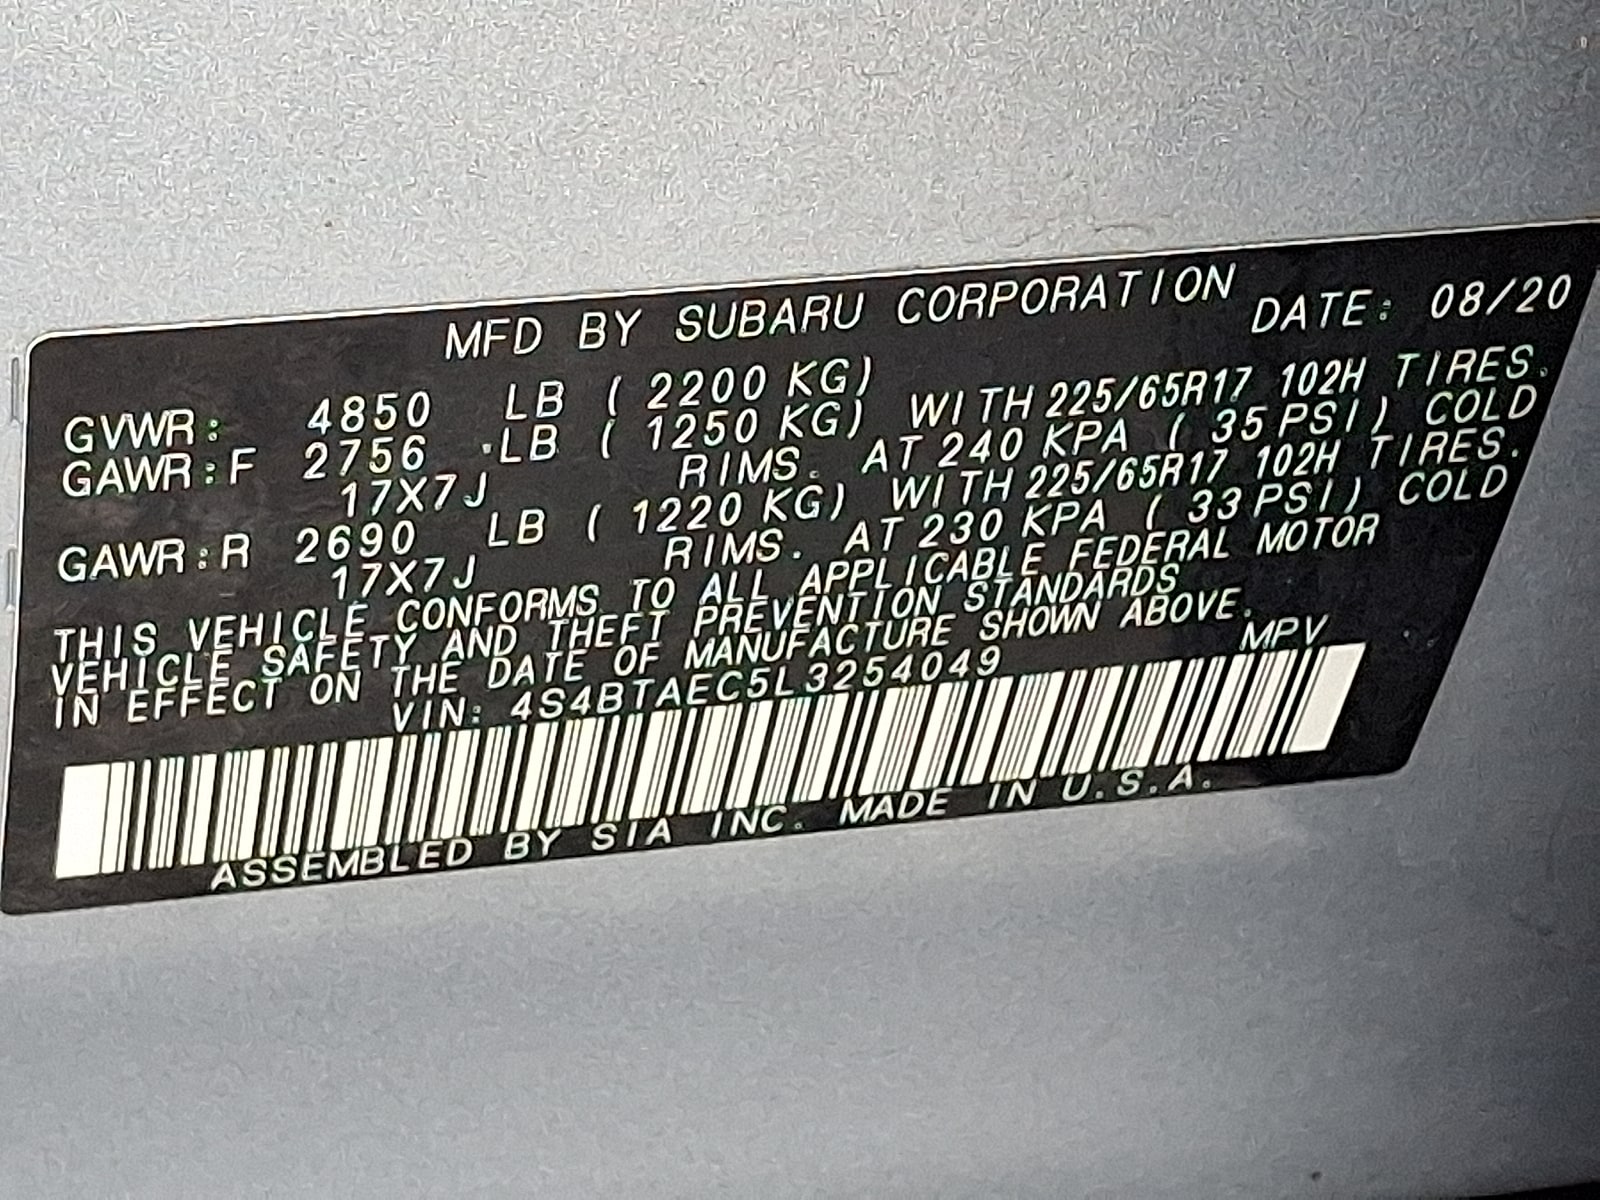 MFD BY SUBARU CORPORATION
DATE: 08/20
GVWR: 4850 LB ( 2200 KG)
GAWR:F 2756 LB ( 1250 KG) WITH 225/65R17 102H TIRES.
17X7J RIMS. AT 240 KPA ( 35 PSI) COLD
GAWR:R 2690 LB ( 1220 KG) WITH 225/65R17 102H TIRES.
17X7J RIMS. AT 230 KPA ( 33 PSI) COLD
THIS VEHICLE CONFORMS TO ALL APPLICABLE FEDERAL MOTOR
VEHICLE SAFETY AND THEFT PREVENTION STANDARDS
IN EFFECT ON THE DATE OF MANUFACTURE SHOWN ABOVE.
VIN: 4S4BTAEC5L3254049 MPV
ASSEMBLED BY SIA INC. MADE IN U.S.A.